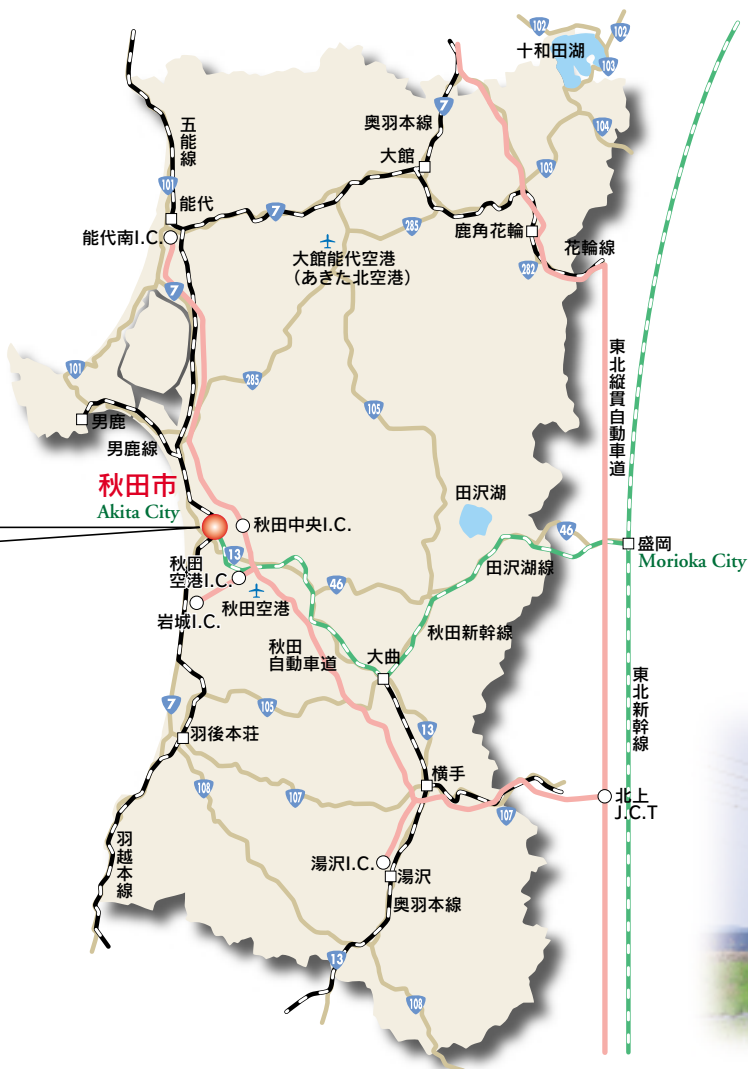 102
102
十和田湖
103
104
7
奥羽本線
五能線
大館
103
101
能代
7
285
鹿角花輪
能代南I.C.
大館能代空港
(あきた北空港)
花輪線
282
7
東北縦貫自動車道
101
285
105
男鹿
男鹿線
秋田市
Akita City
田沢湖
秋田中央I.C.
46
盛岡
Morioka City
13
秋田
空港I.C.
田沢湖線
46
秋田空港
岩城I.C.
秋田新幹線
秋田
自動車道
大曲
東北新幹線
7
105
13
羽後本荘
横手
108
107
107
北上
J.C.T
羽越本線
湯沢I.C.
湯沢
奥羽本線
13
108